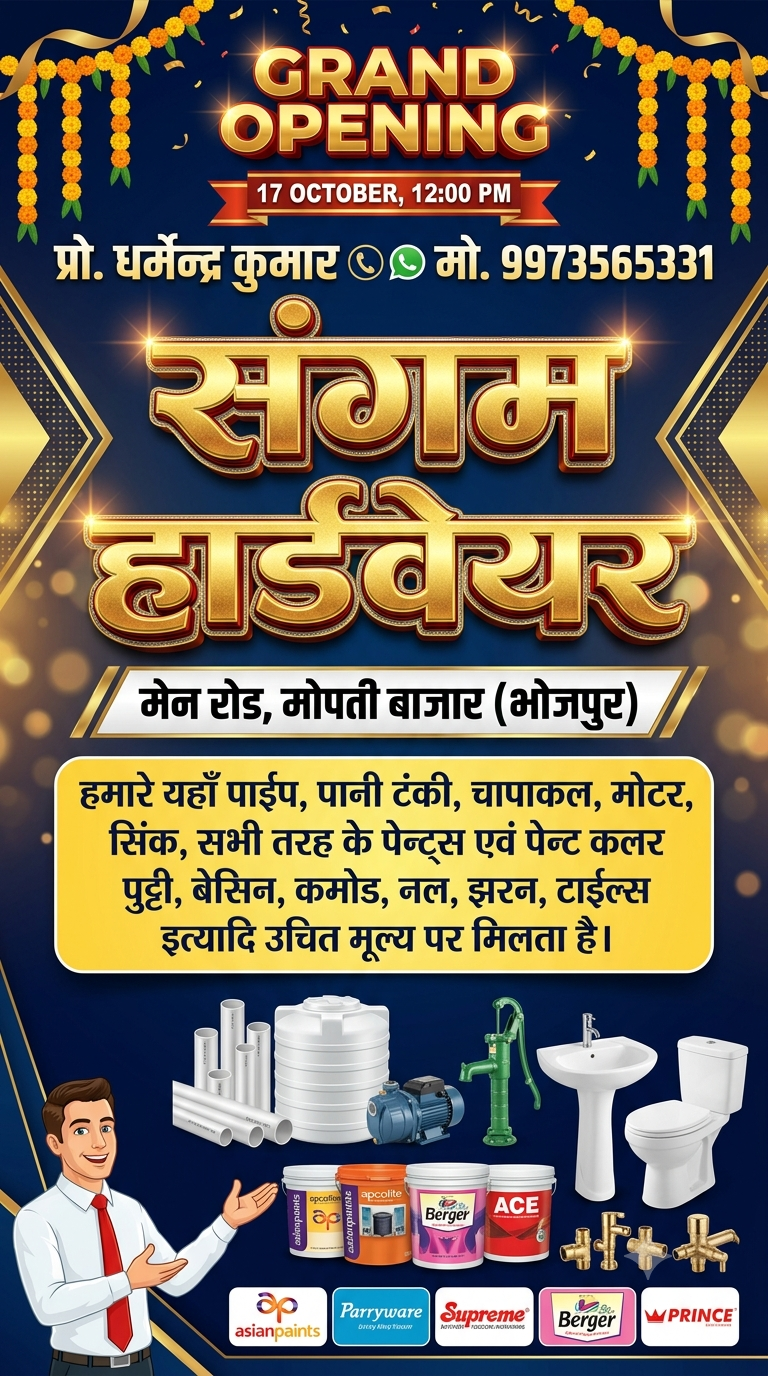 GRAND
OPENING
17 OCTOBER, 12:00 PM
प्रो. धर्मेन्द्र कुमार मो. 9973565331
संगम
हार्डवेयर
मेन रोड, मोपती बाजार (भोजपुर)
हमारे यहाँ पाईप, पानी टंकी, चापाकल, मोटर,
सिंक, सभी तरह के पेन्ट्स एवं पेन्ट कलर
पुट्टी, बेसिन, कमोड, नल, झरन, टाईल्स
इत्यादि उचित मूल्य पर मिलता है।
apcolite
ap
Berger
ACE
ap
asianpaints
Parryware
Supreme
Berger
PRINCE